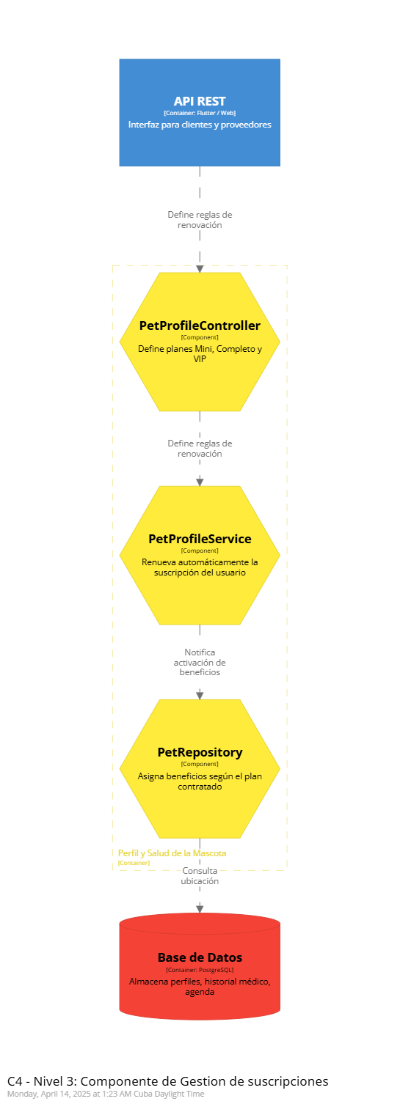 API REST
[Container: Flutter / Web]
Interfaz para clientes y proveedores
Define reglas de
renovación
PetProfileController
[Component]
Define planes Mini, Completo y
VIP
Define reglas de
renovación
PetProfileService
[Component]
Renueva automáticamente la
suscripción del usuario
Notifica
activación de
beneficios
PetRepository
[Component]
Asigna beneficios según el plan
contratado
Perfil y Salud de la Mascota
[Container]
Consulta
ubicación
Base de Datos
[Container: PostgreSQL]
Almacena perfiles, historial médico,
agenda
C4 - Nivel 3: Componente de Gestion de suscripciones
Monday, April 14, 2025 at 1:23 AM Cuba Daylight Time